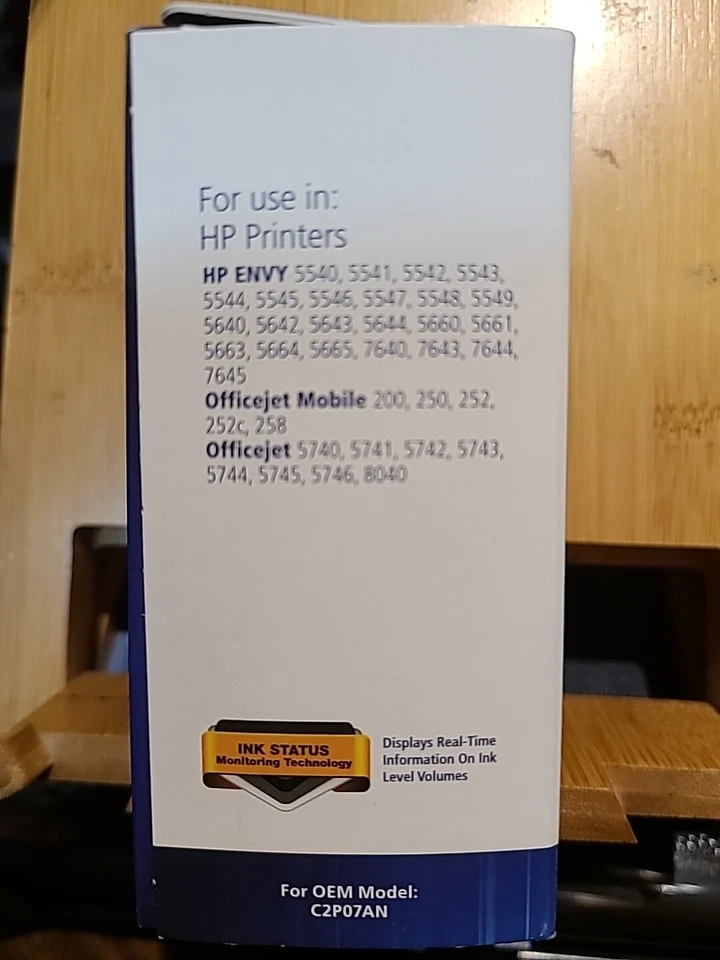 For use in:
HP Printers
HP ENVY 5540, 5541, 5542, 5543,
5544, 5545, 5546, 5547, 5548, 5549,
5640, 5642, 5643, 5644, 5660, 5661,
5663, 5664, 5665, 7640, 7643, 7644,
7645
Officejet Mobile 200, 250, 252,
252c, 258
Officejet 5740, 5741, 5742, 5743,
5744, 5745, 5746, 8040
INK STATUS
Monitoring Technology
Displays Real-Time
Information On Ink
Level Volumes
For OEM Model:
C2P07AN